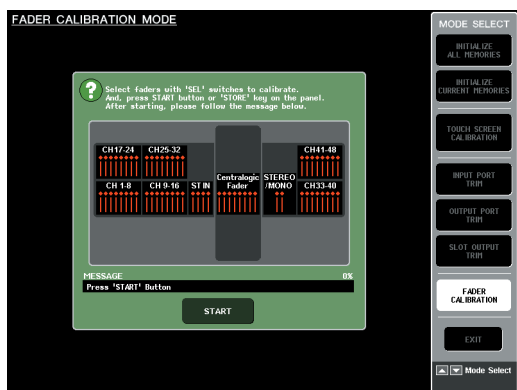 FADER CALIBRATION MODE
Select faders with 'SEL' switches to calibrate.
And, press START button or 'STORE' key on the panel.
After starting, please follow the message below.
CH17-24
CH25-32
CH41-48
CH 1-8
CH 9-16
ST IN
Centralogic
Fader
STEREO
/MONO
CH33-40
MESSAGE
0%
Press 'START' Button
START
MODE SELECT
INITIALIZE
ALL MEMORIES
INITIALIZE
CURRENT MEMORIES
TOUCH SCREEN
CALIBRATION
INPUT PORT
TRIM
OUTPUT PORT
TRIM
SLOT OUTPUT
TRIM
FADER
CALIBRATION
EXIT
Mode Select